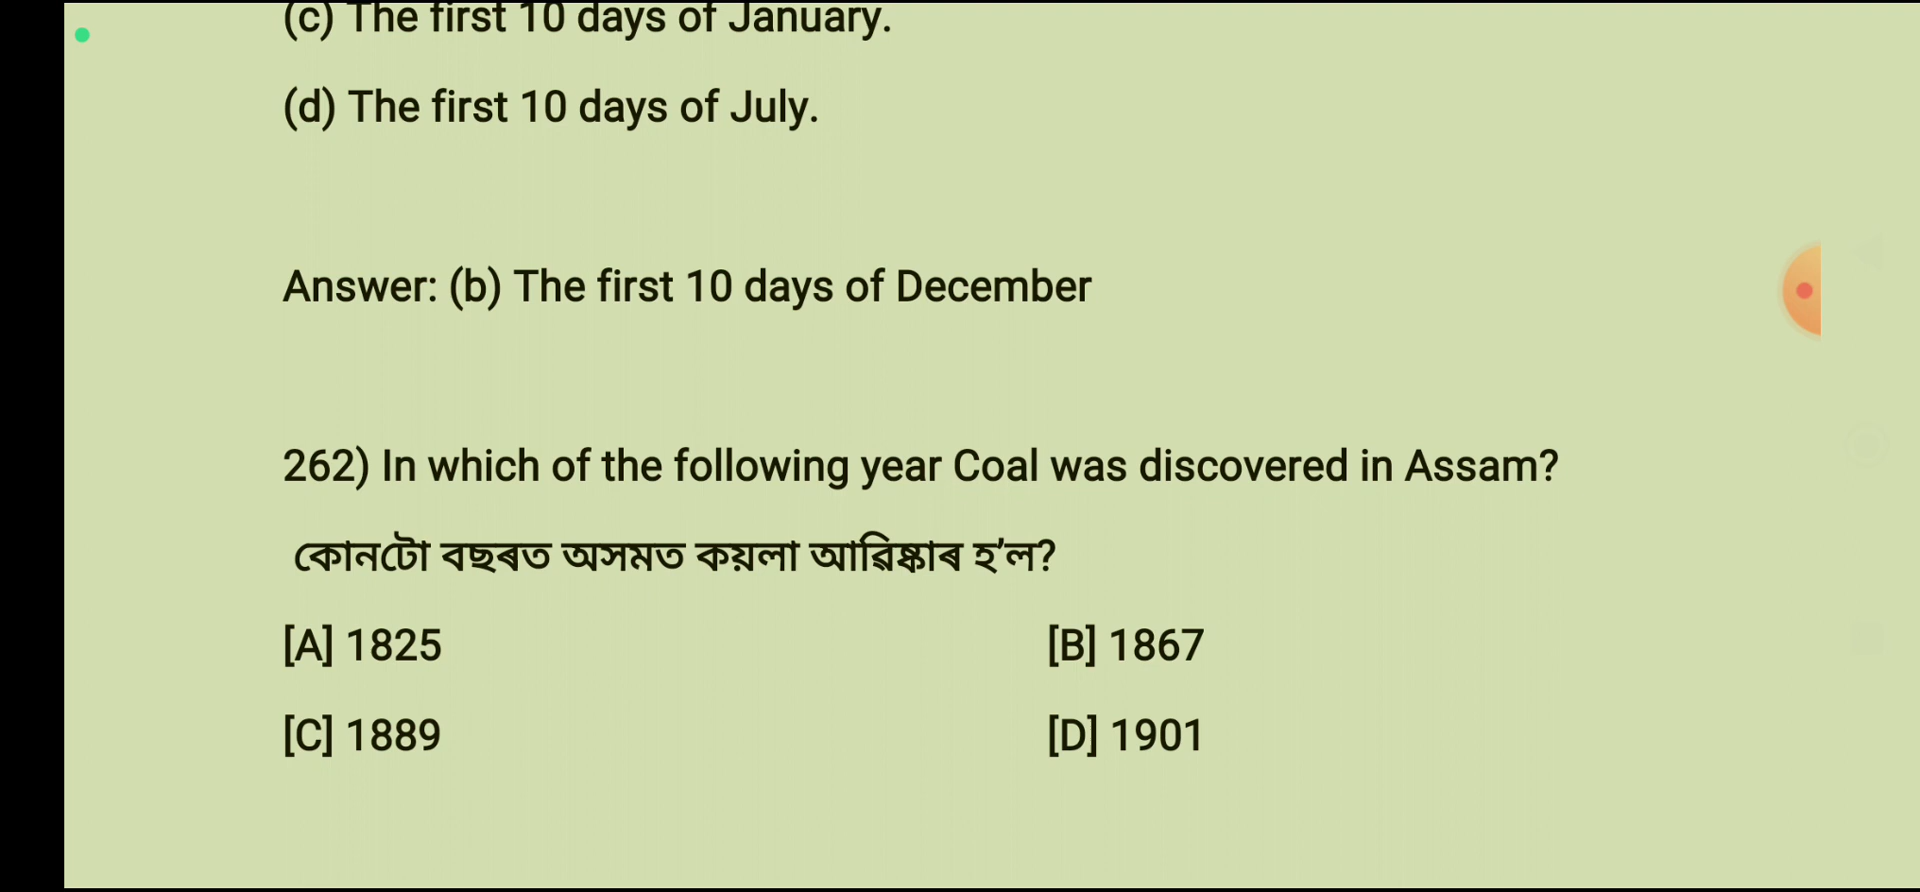 (c) The first 10 days of January.
(d) The first 10 days of July.
Answer: (b) The first 10 days of December
262) In which of the following year Coal was discovered in Assam?
কোনটো বছৰত অসমত কয়লা আৱিষ্কাৰ হ'ল?
[A] 1825 [B] 1867
[C] 1889 [D] 1901